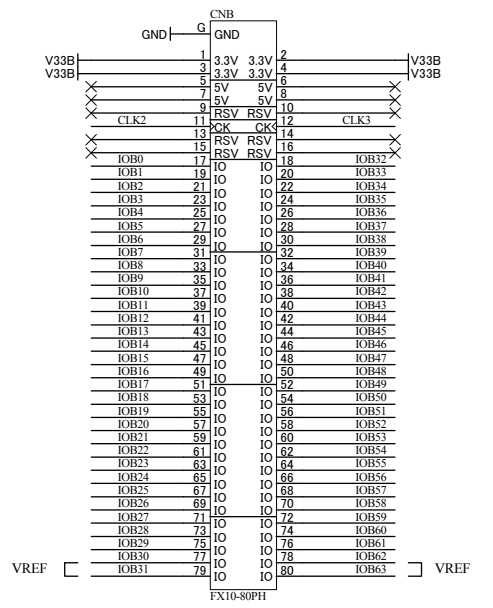 CNB
GND G GND
V33B 1 3.3V 3.3V 2 V33B
V33B 3 3.3V 3.3V 4 V33B
5 5V 5V 6
7 5V 5V 8
9 RSV RSV 10
CLK2 11 CK CK 12 CLK3
13 RSV RSV 14
15 RSV RSV 16
IOB0 17 IO IO 18 IOB32
IOB1 19 IO IO 20 IOB33
IOB2 21 IO IO 22 IOB34
IOB3 23 IO IO 24 IOB35
IOB4 25 IO IO 26 IOB36
IOB5 27 IO IO 28 IOB37
IOB6 29 IO IO 30 IOB38
IOB7 31 IO IO 32 IOB39
IOB8 33 IO IO 34 IOB40
IOB9 35 IO IO 36 IOB41
IOB10 37 IO IO 38 IOB42
IOB11 39 IO IO 40 IOB43
IOB12 41 IO IO 42 IOB44
IOB13 43 IO IO 44 IOB45
IOB14 45 IO IO 46 IOB46
IOB15 47 IO IO 48 IOB47
IOB16 49 IO IO 50 IOB48
IOB17 51 IO IO 52 IOB49
IOB18 53 IO IO 54 IOB50
IOB19 55 IO IO 56 IOB51
IOB20 57 IO IO 58 IOB52
IOB21 59 IO IO 60 IOB53
IOB22 61 IO IO 62 IOB54
IOB23 63 IO IO 64 IOB55
IOB24 65 IO IO 66 IOB56
IOB25 67 IO IO 68 IOB57
IOB26 69 IO IO 70 IOB58
IOB27 71 IO IO 72 IOB59
IOB28 73 IO IO 74 IOB60
IOB29 75 IO IO 76 IOB61
IOB30 77 IO IO 78 IOB62
VREF IOB31 79 IO IO 80 IOB63 VREF
FX10-80PH